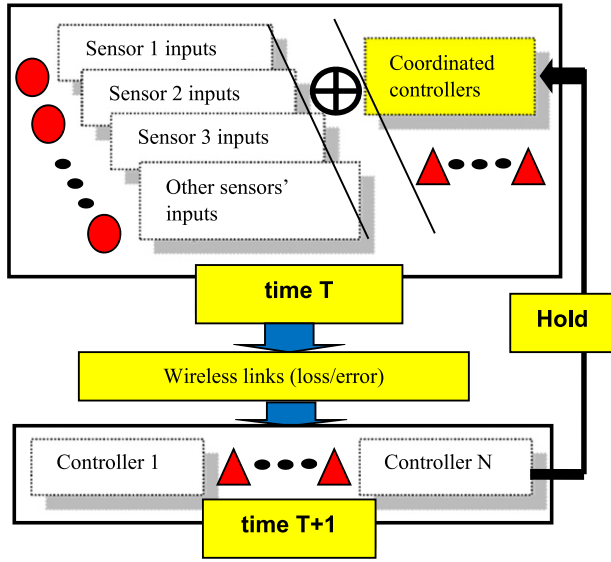 Sensor 1 inputs
Sensor 2 inputs
Sensor 3 inputs
Other sensors’
inputs
Coordinated
controllers
time T
Hold
Wireless links (loss/error)
Controller 1
Controller N
time T+1